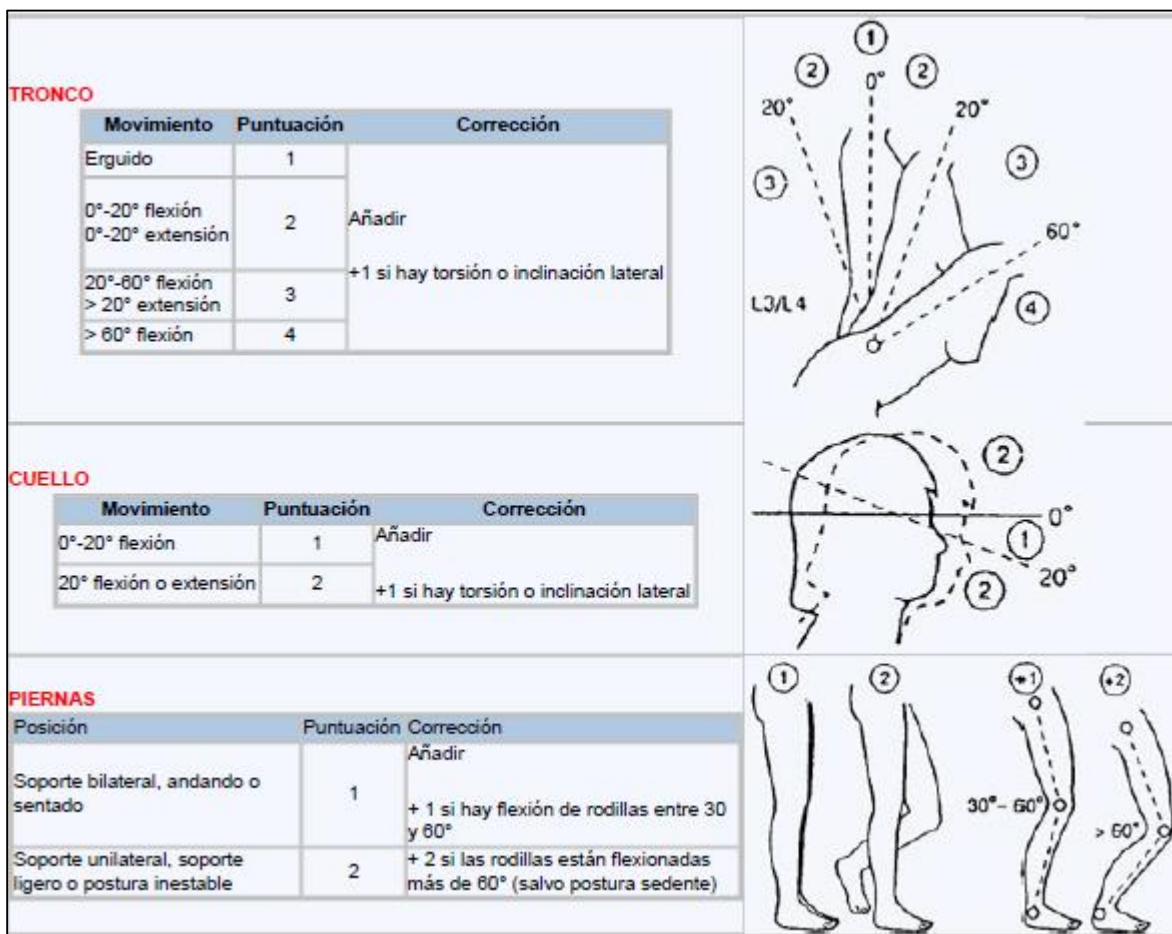 TRONCO
Movimiento Puntuación Corrección
Erguido 1
0°-20° flexión
0°-20° extensión 2 Añadir
+1 si hay torsión o inclinación lateral
20°-60° flexión
> 20° extensión 3
> 60° flexión 4
1
2 0° 2
20° 20°
3 3
60°
L3/L4
4
CUELLO
Movimiento Puntuación Corrección
0°-20° flexión 1 Añadir
20° flexión o extensión 2 +1 si hay torsión o inclinación lateral
2
0°
1
20°
2
PIERNAS
Posición Puntuación Corrección
Añadir
Soporte bilateral, andando o
sentado 1
+ 1 si hay flexión de rodillas entre 30
y 60°
Soporte unilateral, soporte
ligero o postura inestable 2
+ 2 si las rodillas están flexionadas
más de 60° (salvo postura sedente)
1 2 +1 +2
30°- 60°
> 60°